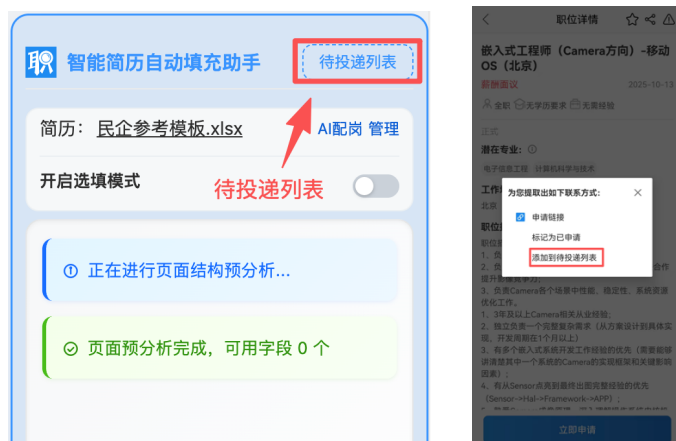 职
智能简历自动填充助手
待投递列表
简历：民企参考模板.xlsx
AI配岗 管理
待投递列表
开启选填模式
正在进行页面结构预分析...
页面预分析完成，可用字段 0 个
职位详情
嵌入式工程师（Camera方向）-移动
OS（北京）
薪酬面议
2025-10-13
全职 无学历要求 无需经验
正式
潜在专业：
电子信息工程 计算机科学与技术
为您提取出如下联系方式：
申请链接
标记为已申请
添加到待投递列表
北京
3、负责Camera各个场景中性能、稳定性、系统资源
优化工作。
1、3年及以上Camera相关从业经验；
2、独立负责一个完整复杂需求（从方案设计到具体实
现，开发周期在1个月以上）
3、有多个嵌入式系统开发工作经验的优先（需要能够
讲清楚其中一个系统的Camera的实现框架和关键影响
因素）；
4、有从Sensor点亮到最终出图完整经验的优先
（Sensor->Hal->Framework->APP）；
立即申请